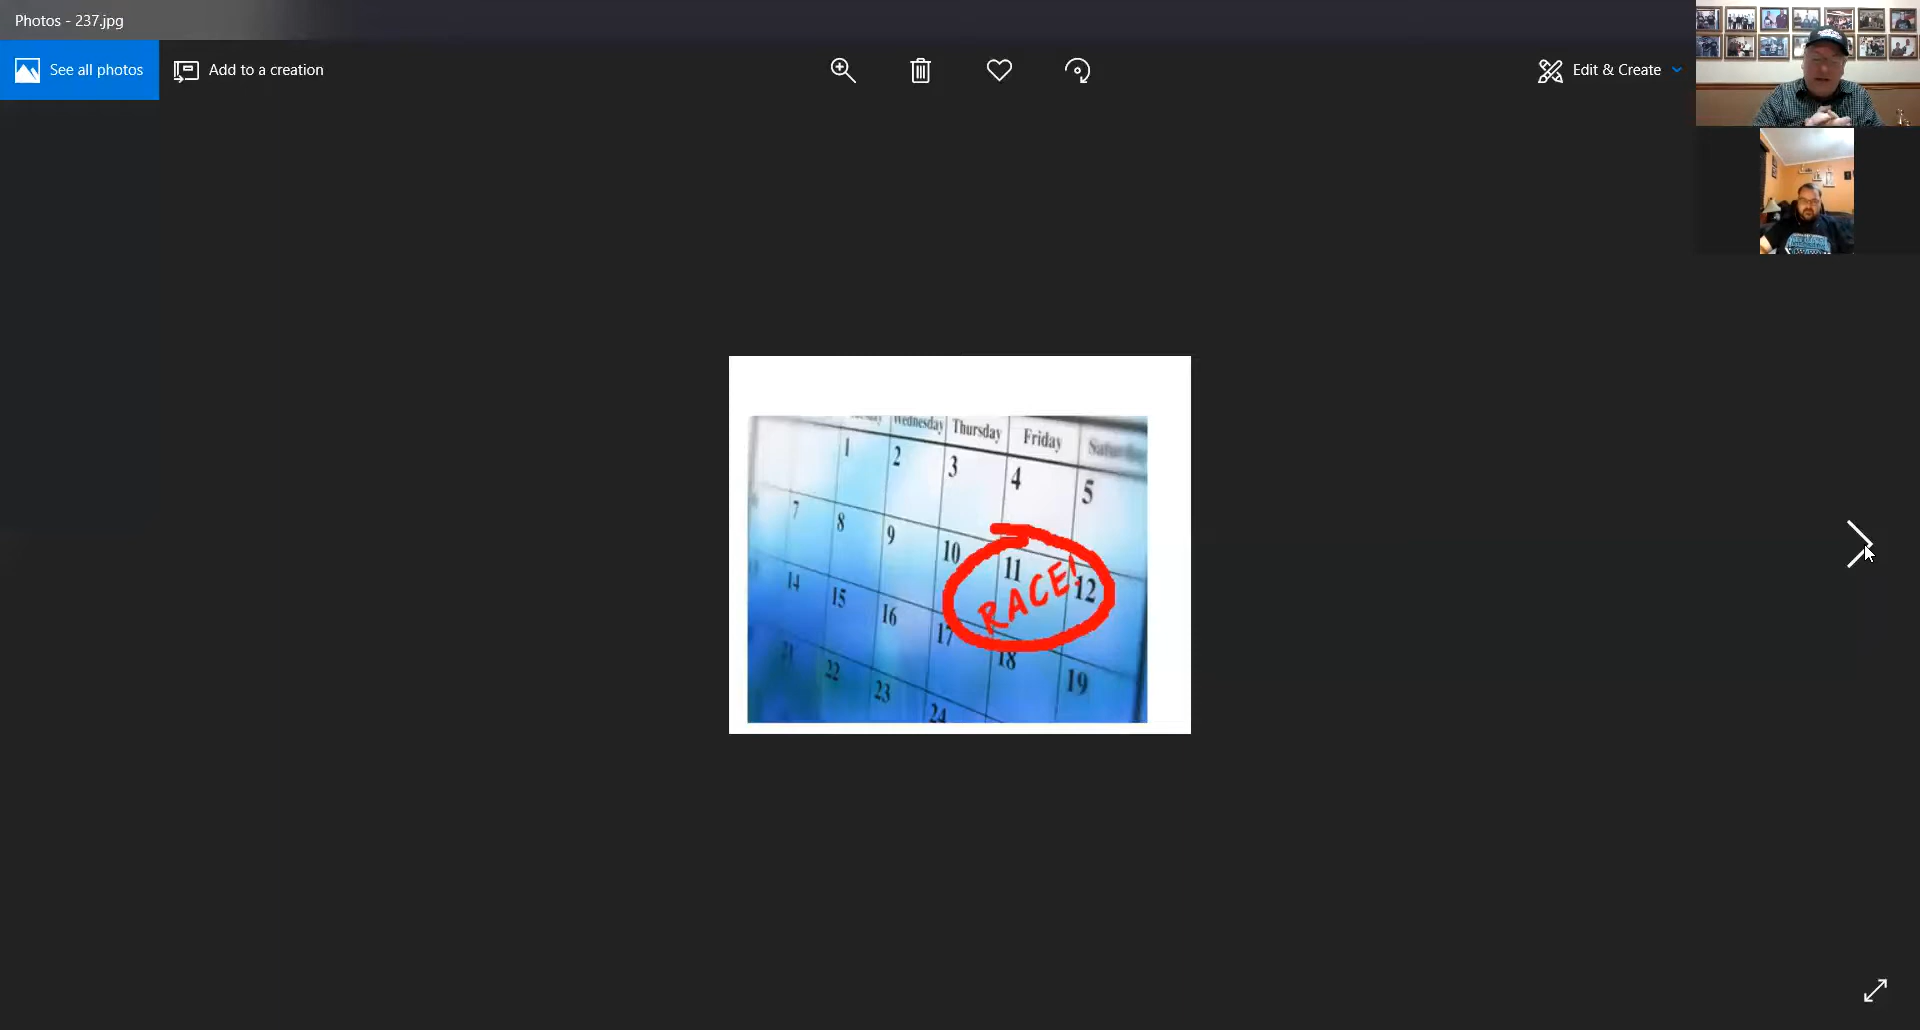 Photos - 237.jpg
See all photos
Add to a creation
Edit & Create
Wednesday Thursday Friday
1 2 3 4 5
7 8 9 10 11 12
RACE!
14 15 16 17 18 19
21 22 23 24